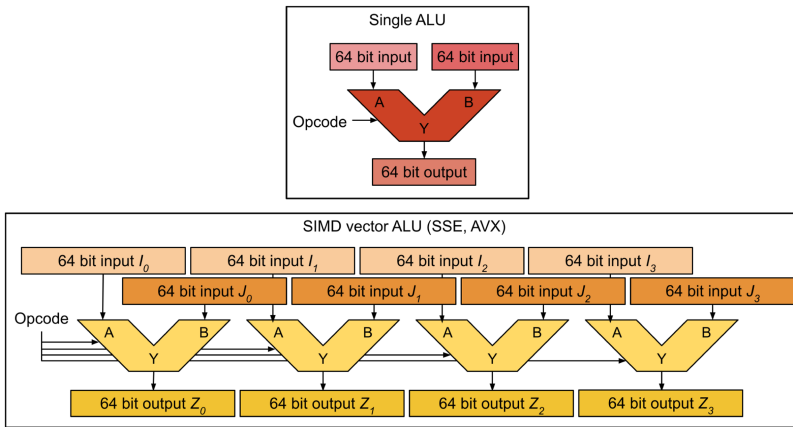 Single ALU
64 bit input 64 bit input
A B
Opcode
Y
64 bit output
SIMD vector ALU (SSE, AVX)
64 bit input I0 64 bit input I1 64 bit input I2 64 bit input I3
64 bit input J0 64 bit input J1 64 bit input J2 64 bit input J3
Opcode
A B A B A B A B
Y Y Y Y
64 bit output Z0 64 bit output Z1 64 bit output Z2 64 bit output Z3